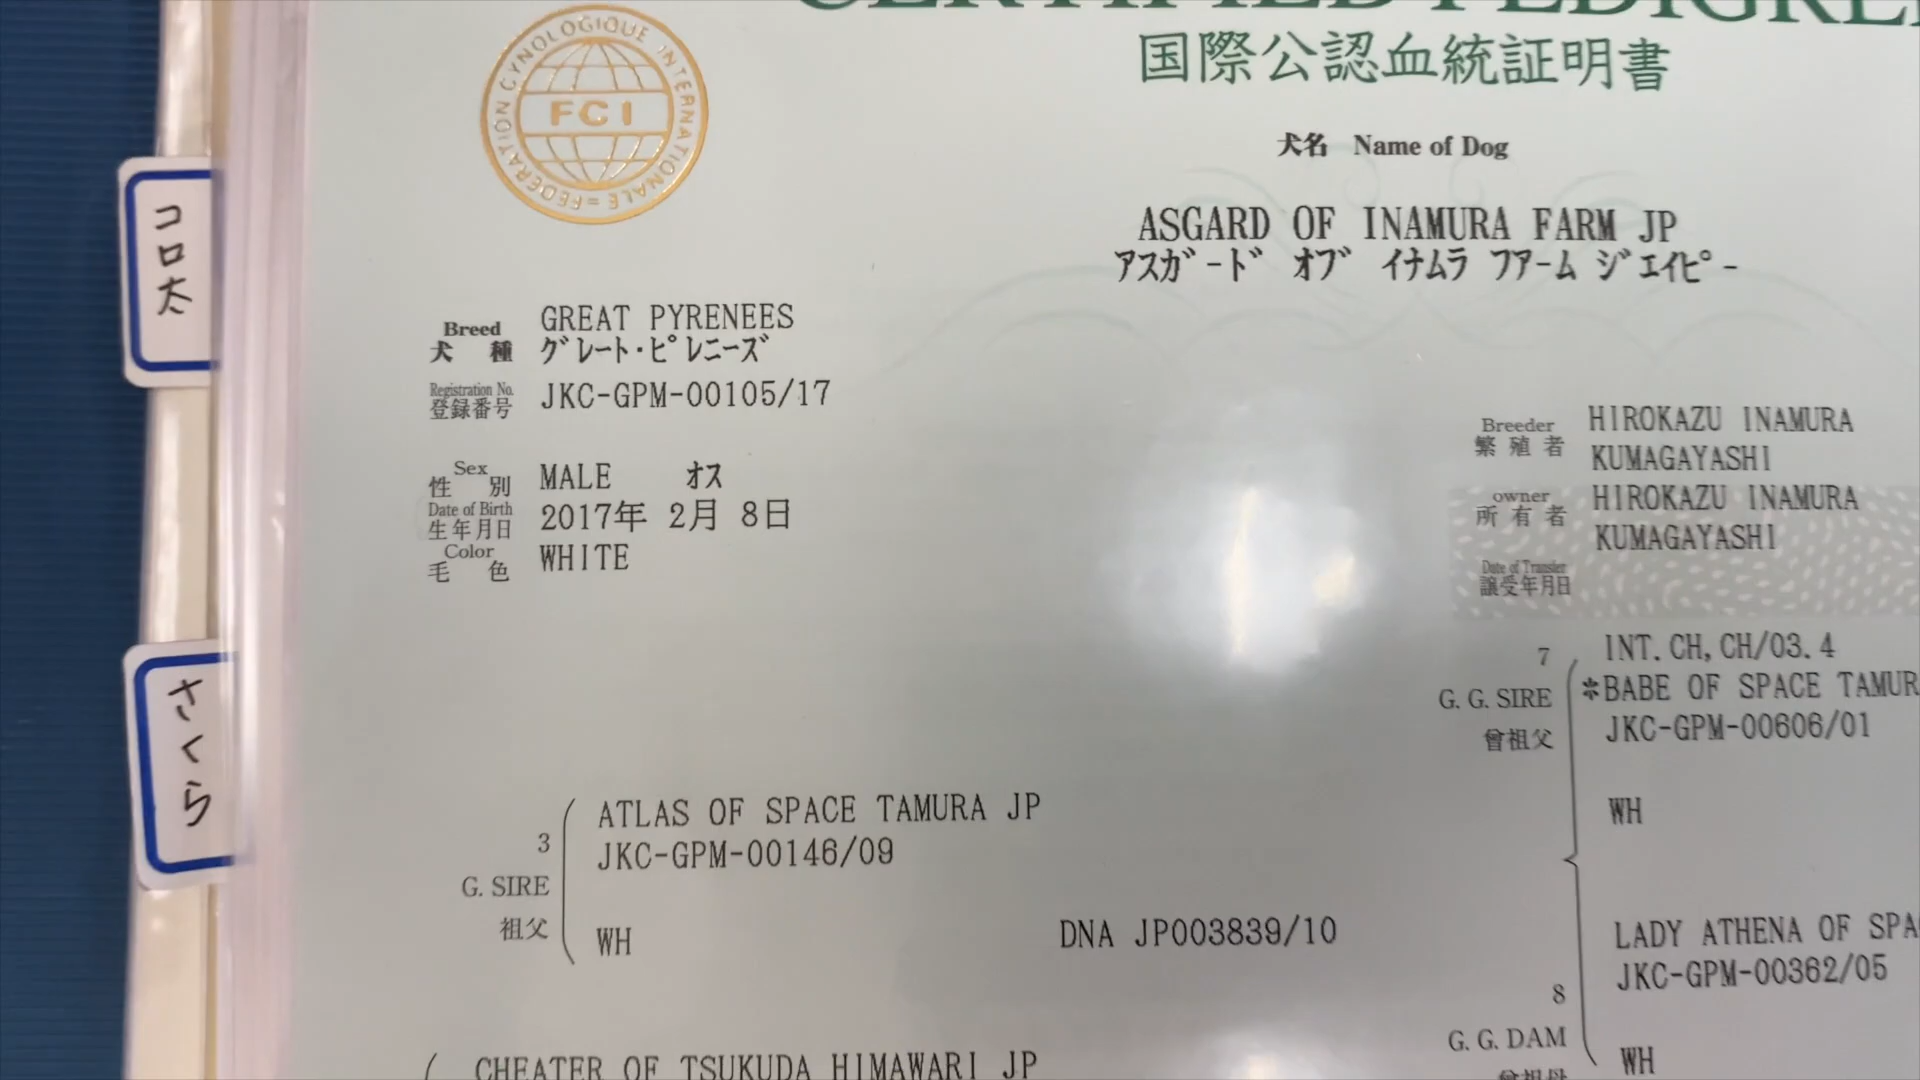 CERTIFIED PEDIGREE
国際公認血統証明書
FEDERATION CYNOLOGIQUE INTERNATIONALE
FCI
犬名 Name of Dog
ASGARD OF INAMURA FARM JP
ｱｽｶﾞｰﾄﾞ ｵﾌﾞ ｲﾅﾑﾗ ﾌｱｰﾑ ｼﾞｴｲﾋﾟｰ
コロ太
さくら
Breed
犬種
GREAT PYRENEES
ｸﾞﾚｰﾄ・ﾋﾟﾚﾆｰｽﾞ
Registration No.
登録番号
JKC-GPM-00105/17
Sex
性別
MALE ｵｽ
Date of Birth
生年月日
2017年 2月 8日
Color
毛色
WHITE
Breeder
繁殖者
HIROKAZU INAMURA
KUMAGAYASHI
owner
所有者
HIROKAZU INAMURA
KUMAGAYASHI
Date of Transfer
譲受年月日
3
G. SIRE
祖父
ATLAS OF SPACE TAMURA JP
JKC-GPM-00146/09
WH
DNA JP003839/10
CHEATER OF TSUKUDA HIMAWARI JP
7
G. G. SIRE
曾祖父
INT.CH,CH/03.4
✻BABE OF SPACE TAMUR
JKC-GPM-00606/01
WH
8
G. G. DAM
曾祖母
LADY ATHENA OF SPA
JKC-GPM-00362/05
WH